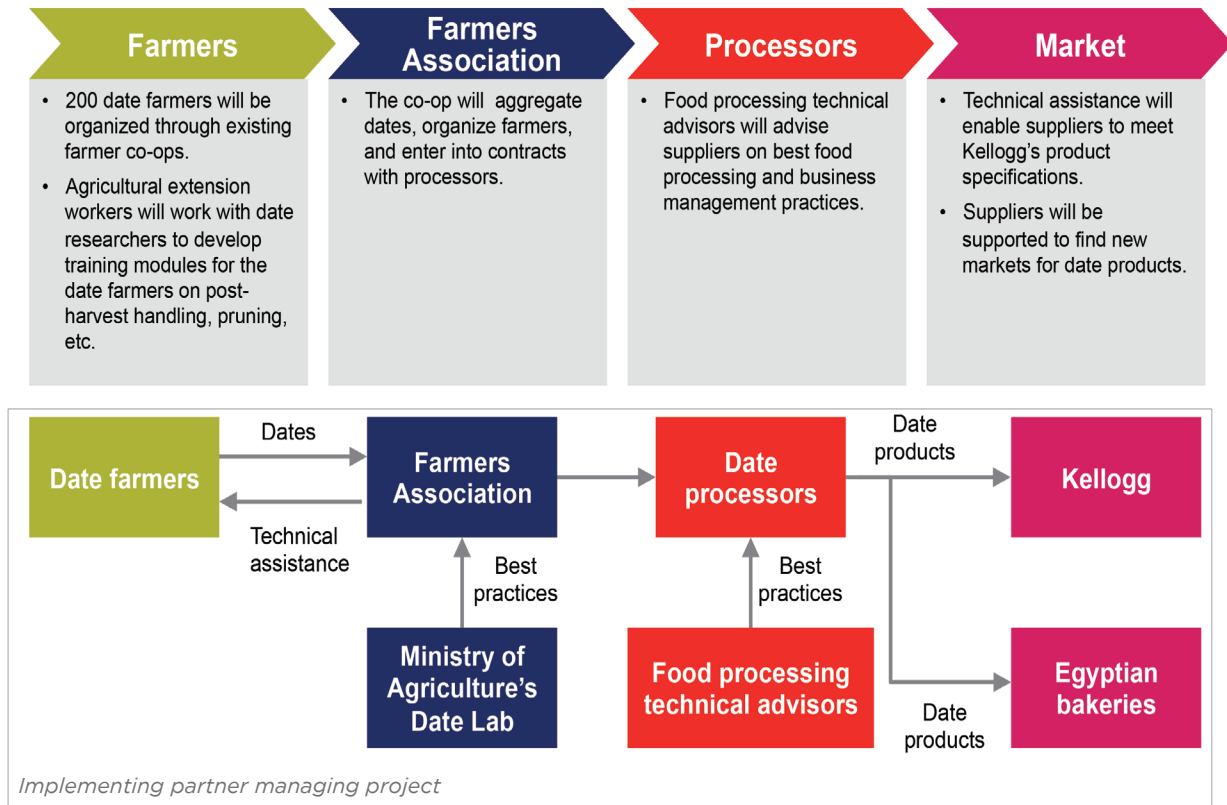 Farmers
• 200 date farmers will be
organized through existing
farmer co-ops.
• Agricultural extension
workers will work with date
researchers to develop
training modules for the
date farmers on post-
harvest handling, pruning,
etc.
Farmers
Association
• The co-op will aggregate
dates, organize farmers,
and enter into contracts
with processors.
Processors
• Food processing technical
advisors will advise
suppliers on best food
processing and business
management practices.
Market
• Technical assistance will
enable suppliers to meet
Kellogg's product
specifications.
• Suppliers will be
supported to find new
markets for date products.
Date farmers
Dates
Technical
assistance
Farmers
Association
Best
practices
Ministry of
Agriculture's
Date Lab
Date
processors
Best
practices
Food processing
technical advisors
Date
products
Kellogg
Date
products
Egyptian
bakeries
Implementing partner managing project